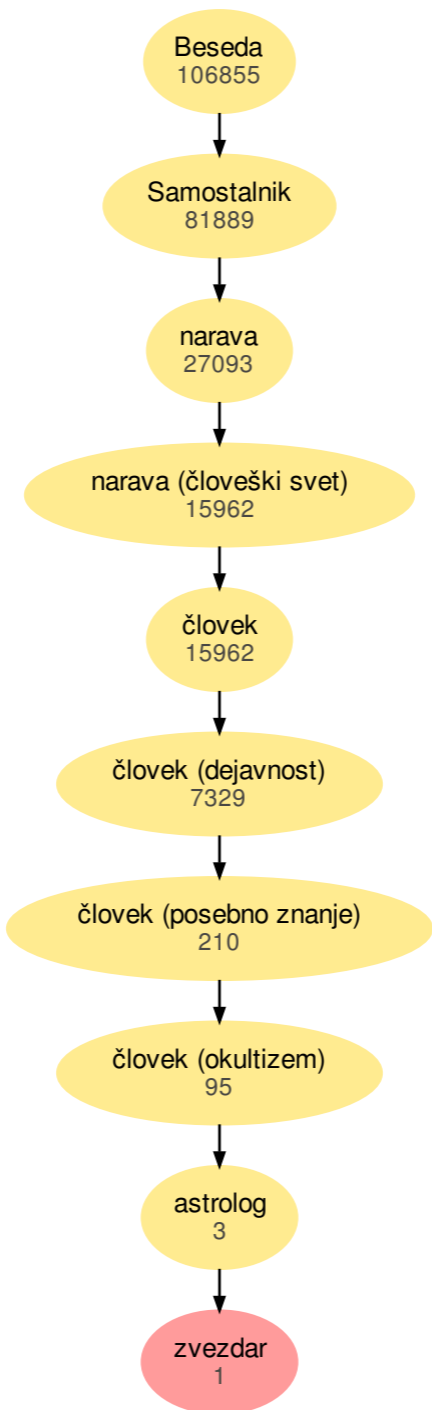 Beseda
106855
Samostalnik
81889
narava
27093
narava (človeški svet)
15962
človek
15962
človek (dejavnost)
7329
človek (posebno znanje)
210
človek (okultizem)
95
astrolog
3
zvezdar
1